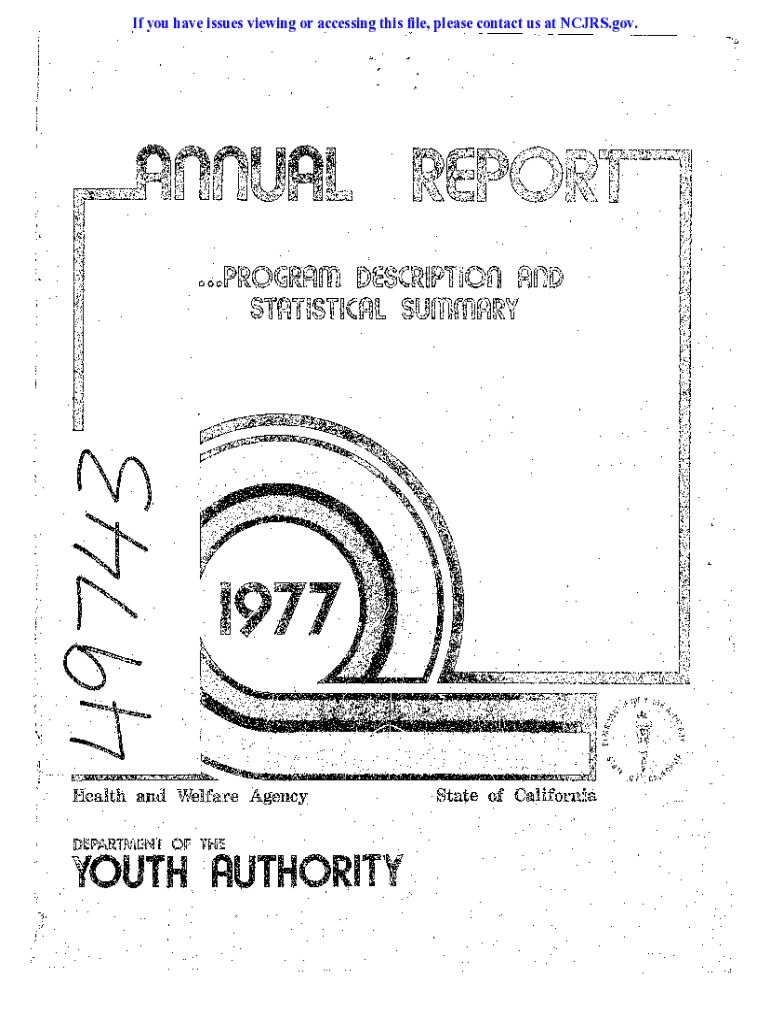 If you have issues viewing or accessing this file, please contact us at NCJRS.gov.
ANNUAL REPORT
...PROGRAM DESCRIPTION AND
STATISTICAL SUMMARY
49743
1977
Health and Welfare Agency State of California
DEPARTMENT OF THE
YOUTH AUTHORITY